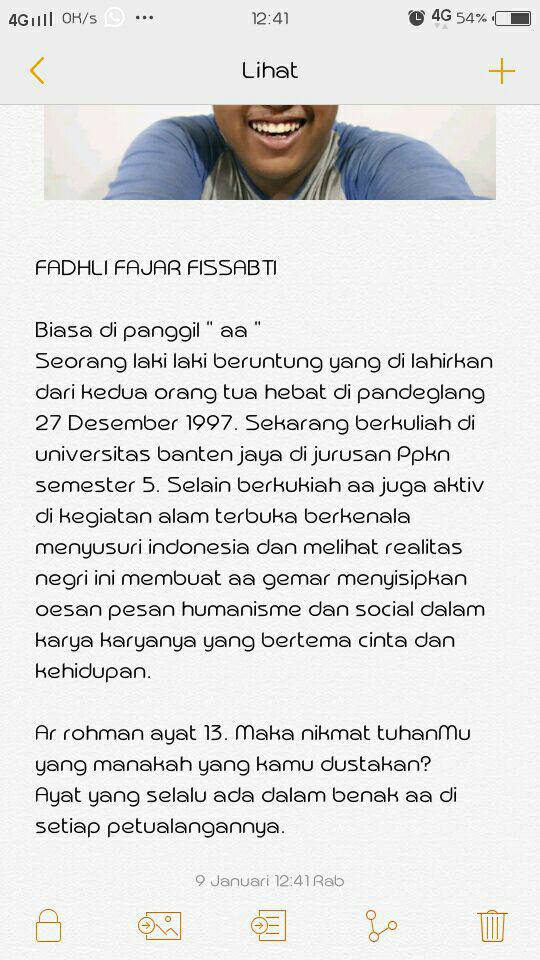 4G 0K/s ••• 12:41 4G 54%
Lihat
FADHLI FAJAR FISSABTI
Biasa di panggil " aa "
Seorang laki laki beruntung yang di lahirkan
dari kedua orang tua hebat di pandeglang
27 Desember 1997. Sekarang berkuliah di
universitas banten jaya di jurusan Ppkn
semester 5. Selain berkukiah aa juga aktiv
di kegiatan alam terbuka berkenala
menyusuri indonesia dan melihat realitas
negri ini membuat aa gemar menyisipkan
oesan pesan humanisme dan social dalam
karya karyanya yang bertema cinta dan
kehidupan.
Ar rohman ayat 13. Maka nikmat tuhanMu
yang manakah yang kamu dustakan?
Ayat yang selalu ada dalam benak aa di
setiap petualangannya.
9 Januari 12:41 Rab